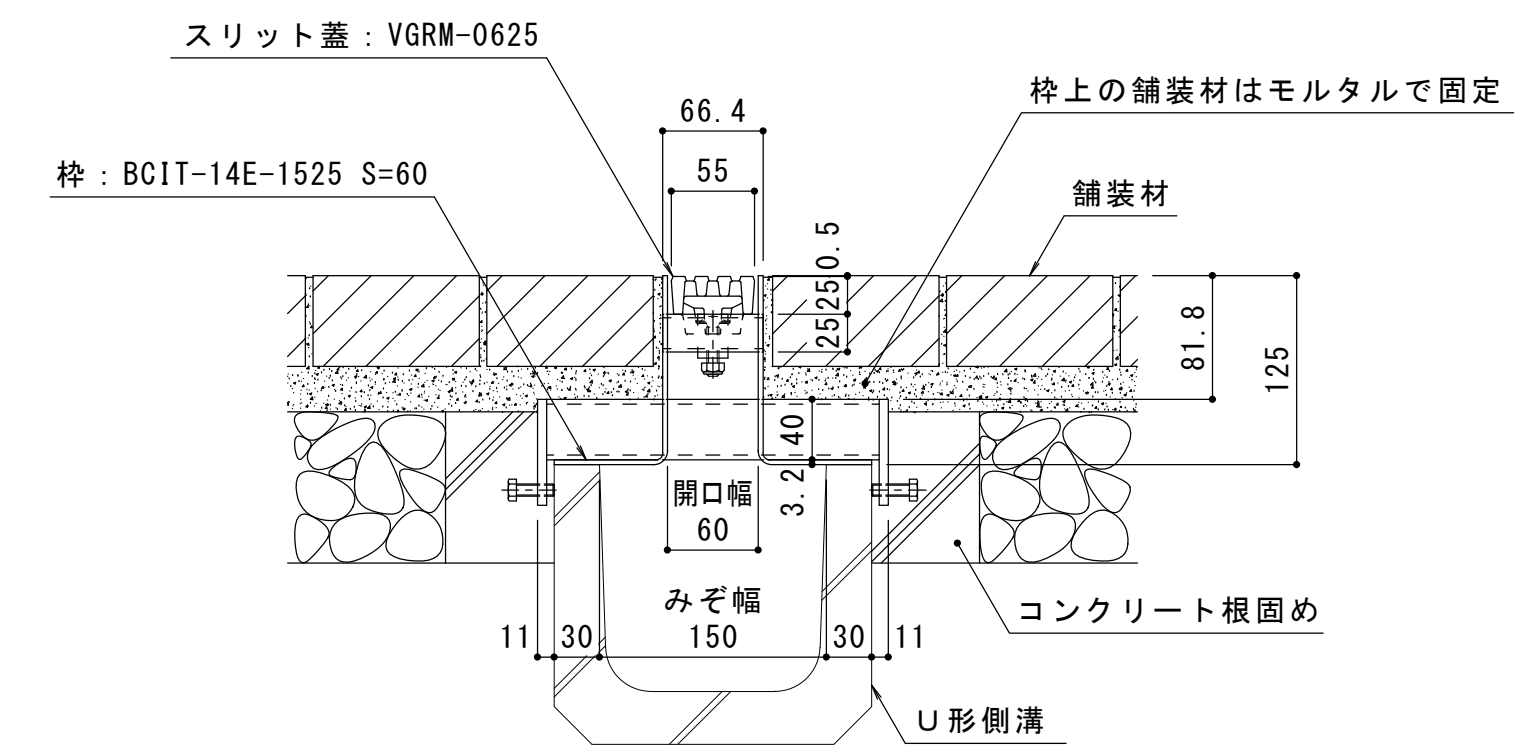 スリット蓋：VGRM-0625
枠上の舗装材はモルタルで固定
66.4
枠：BCIT-14E-1525 S=60
55
舗装材
0.5
25
25
81.8
125
40
3.2
開口幅
60
みぞ幅
11
30
150
30
11
コンクリート根固め
U形側溝